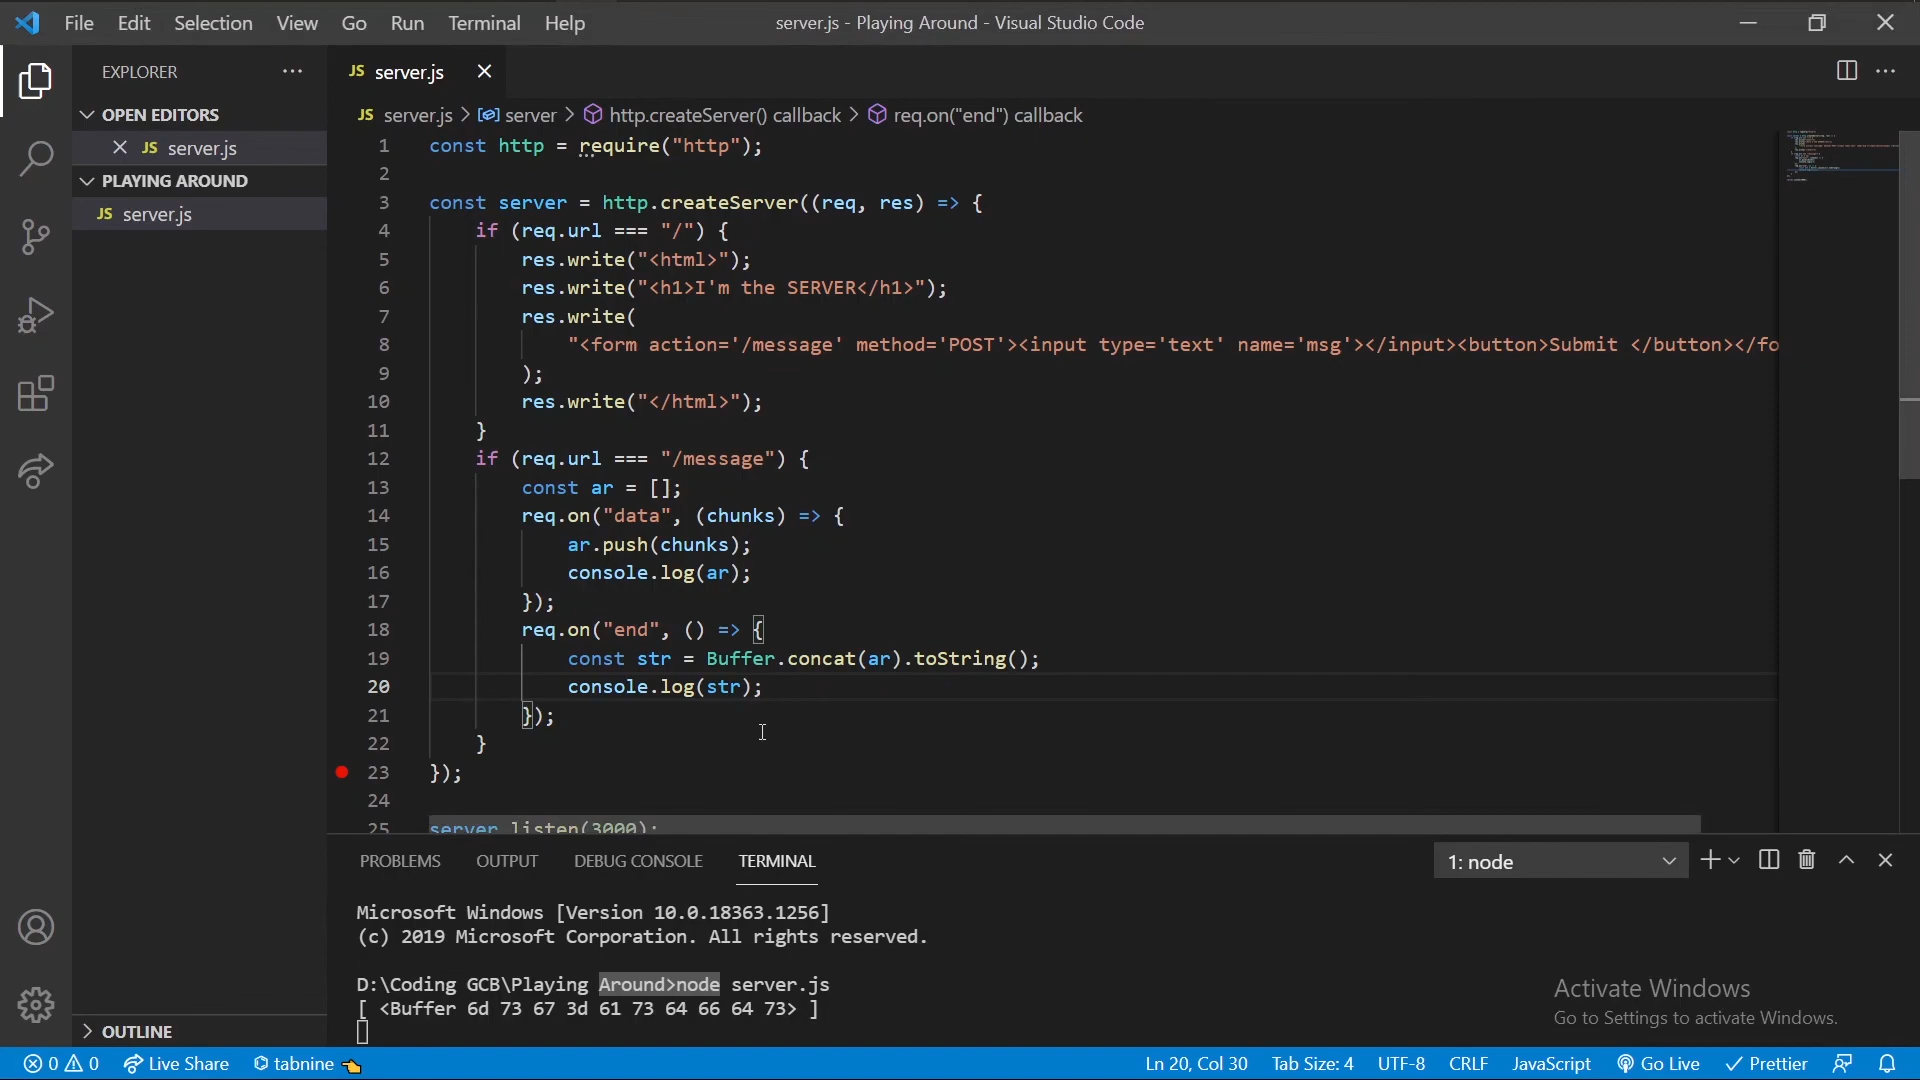 File Edit Selection View Go Run Terminal Help server.js - Playing Around - Visual Studio Code
EXPLORER
JS server.js
OPEN EDITORS
JS server.js
PLAYING AROUND
JS server.js
OUTLINE
JS server.js > server > http.createServer() callback > req.on("end") callback
1 const http = require("http");
2
3 const server = http.createServer((req, res) => {
4 if (req.url === "/") {
5 res.write("<html>");
6 res.write("<h1>I'm the SERVER</h1>");
7 res.write(
8 "<form action='/message' method='POST'><input type='text' name='msg'></input><button>Submit </button></fo
9 );
10 res.write("</html>");
11 }
12 if (req.url === "/message") {
13 const ar = [];
14 req.on("data", (chunks) => {
15 ar.push(chunks);
16 console.log(ar);
17 });
18 req.on("end", () => {
19 const str = Buffer.concat(ar).toString();
20 console.log(str);
21 });
22 }
23 });
24
25 server.listen(3000);
PROBLEMS OUTPUT DEBUG CONSOLE TERMINAL 1: node
Microsoft Windows [Version 10.0.18363.1256]
(c) 2019 Microsoft Corporation. All rights reserved.
D:\Coding GCB\Playing Around>node server.js
[ <Buffer 6d 73 67 3d 61 73 64 66 64 73> ]
Activate Windows
Go to Settings to activate Windows.
0 0 Live Share tabnine Ln 20, Col 30 Tab Size: 4 UTF-8 CRLF JavaScript Go Live Prettier